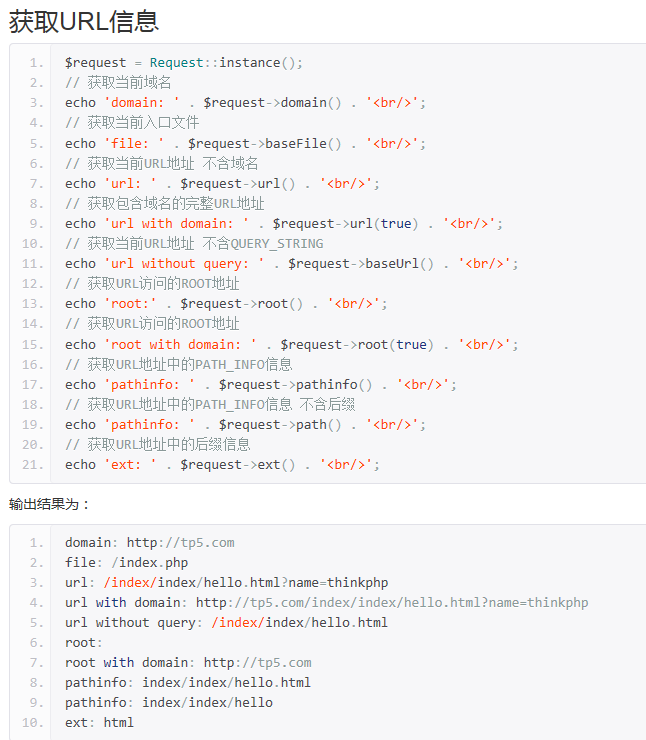 获取URL信息
1. $request = Request::instance();
2. // 获取当前域名
3. echo 'domain: ' . $request->domain() . '<br/>';
4. // 获取当前入口文件
5. echo 'file: ' . $request->baseFile() . '<br/>';
6. // 获取当前URL地址 不含域名
7. echo 'url: ' . $request->url() . '<br/>';
8. // 获取包含域名的完整URL地址
9. echo 'url with domain: ' . $request->url(true) . '<br/>';
10. // 获取当前URL地址 不含QUERY_STRING
11. echo 'url without query: ' . $request->baseUrl() . '<br/>';
12. // 获取URL访问的ROOT地址
13. echo 'root:' . $request->root() . '<br/>';
14. // 获取URL访问的ROOT地址
15. echo 'root with domain: ' . $request->root(true) . '<br/>';
16. // 获取URL地址中的PATH_INFO信息
17. echo 'pathinfo: ' . $request->pathinfo() . '<br/>';
18. // 获取URL地址中的PATH_INFO信息 不含后缀
19. echo 'pathinfo: ' . $request->path() . '<br/>';
20. // 获取URL地址中的后缀信息
21. echo 'ext: ' . $request->ext() . '<br/>';
输出结果为：
1. domain: http://tp5.com
2. file: /index.php
3. url: /index/index/hello.html?name=thinkphp
4. url with domain: http://tp5.com/index/index/hello.html?name=thinkphp
5. url without query: /index/index/hello.html
6. root:
7. root with domain: http://tp5.com
8. pathinfo: index/index/hello.html
9. pathinfo: index/index/hello
10. ext: html